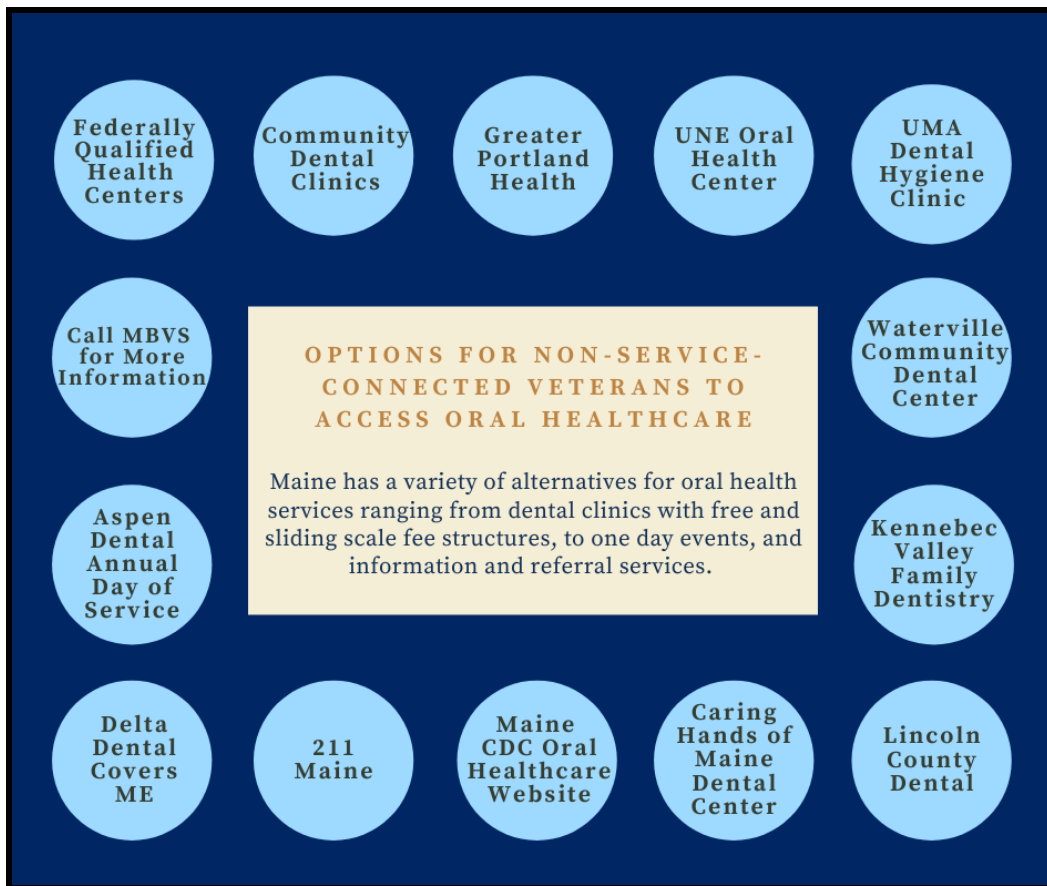 Federally
Qualified
Health
Centers
Community
Dental
Clinics
Greater
Portland
Health
UNE Oral
Health
Center
UMA
Dental
Hygiene
Clinic
Call MBVS
for More
Information
OPTIONS FOR NON-SERVICE-
CONNECTED VETERANS TO
ACCESS ORAL HEALTHCARE
Maine has a variety of alternatives for oral health
services ranging from dental clinics with free and
sliding scale fee structures, to one day events, and
information and referral services.
Waterville
Community
Dental
Center
Aspen
Dental
Annual
Day of
Service
Kennebec
Valley
Family
Dentistry
Delta
Dental
Covers
ME
211
Maine
Maine
CDC Oral
Healthcare
Website
Caring
Hands of
Maine
Dental
Center
Lincoln
County
Dental